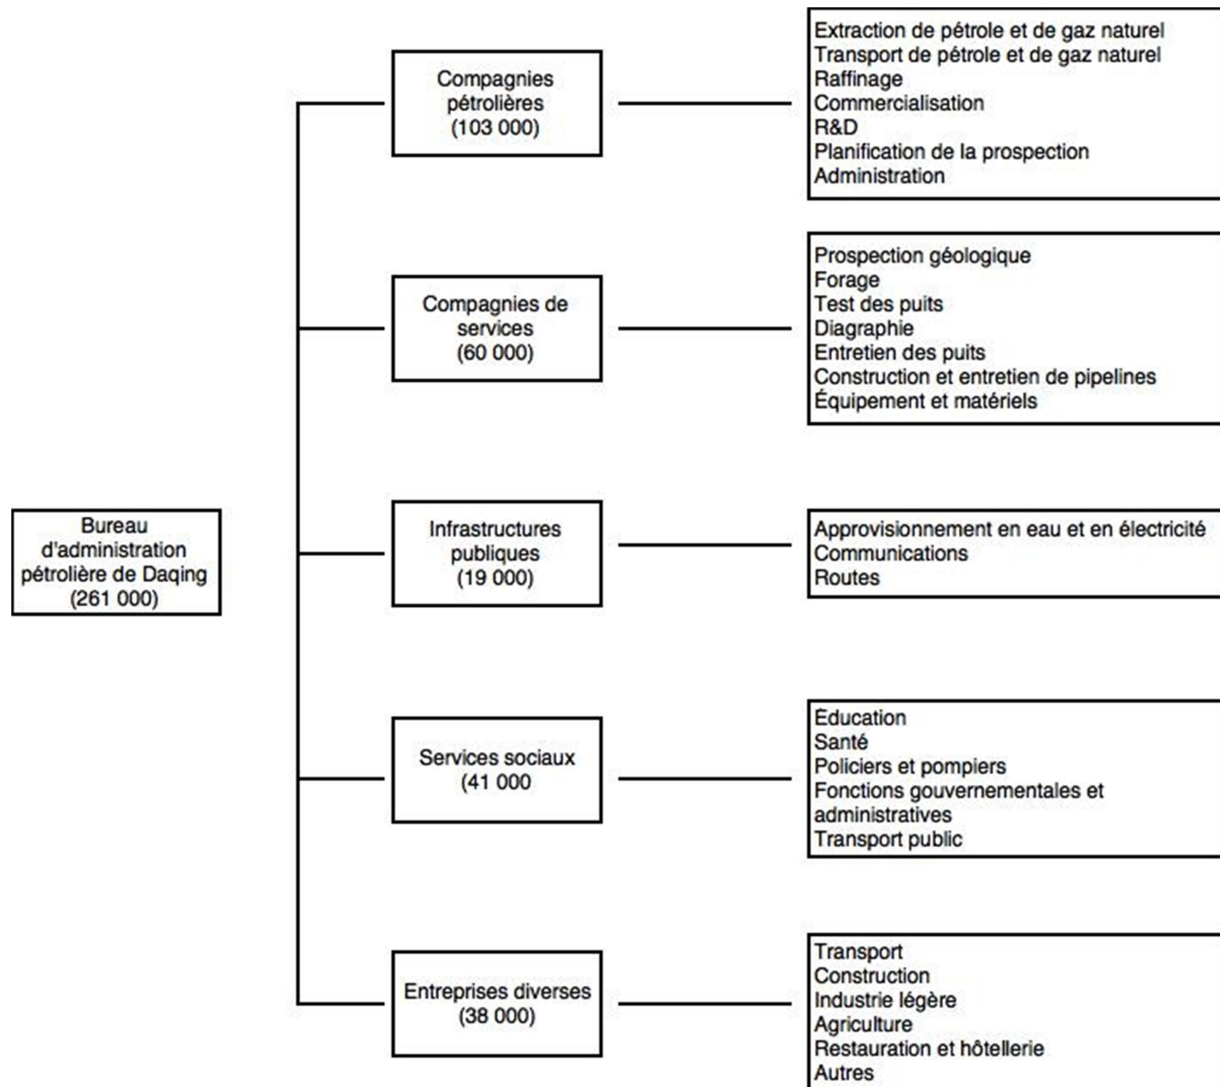 Compagnies
pétrolières
(103 000)
Extraction de pétrole et de gaz naturel
Transport de pétrole et de gaz naturel
Raffinage
Commercialisation
R&D
Planification de la prospection
Administration
Compagnies de
services
(60 000)
Prospection géologique
Forage
Test des puits
Diagraphie
Entretien des puits
Construction et entretien de pipelines
Équipement et matériels
Bureau
d'administration
pétrolière de Daqing
(261 000)
Infrastructures
publiques
(19 000)
Approvisionnement en eau et en électricité
Communications
Routes
Services sociaux
(41 000
Éducation
Santé
Policiers et pompiers
Fonctions gouvernementales et
administratives
Transport public
Entreprises diverses
(38 000)
Transport
Construction
Industrie légère
Agriculture
Restauration et hôtellerie
Autres